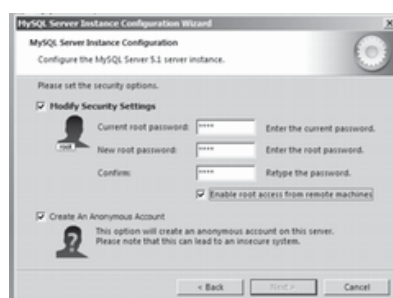 MySQL Server Instance Configuration Wizard
MySQL Server Instance Configuration
Configure the MySQL Server 5.1 server instance.
Please set the security options.
Modify Security Settings
root
Current root password: **** Enter the current password.
New root password: **** Enter the root password.
Confirm: **** Retype the password.
Enable root access from remote machines
Create An Anonymous Account
This option will create an anonymous account on this server.
Please note that this can lead to an insecure system.
< Back Next > Cancel